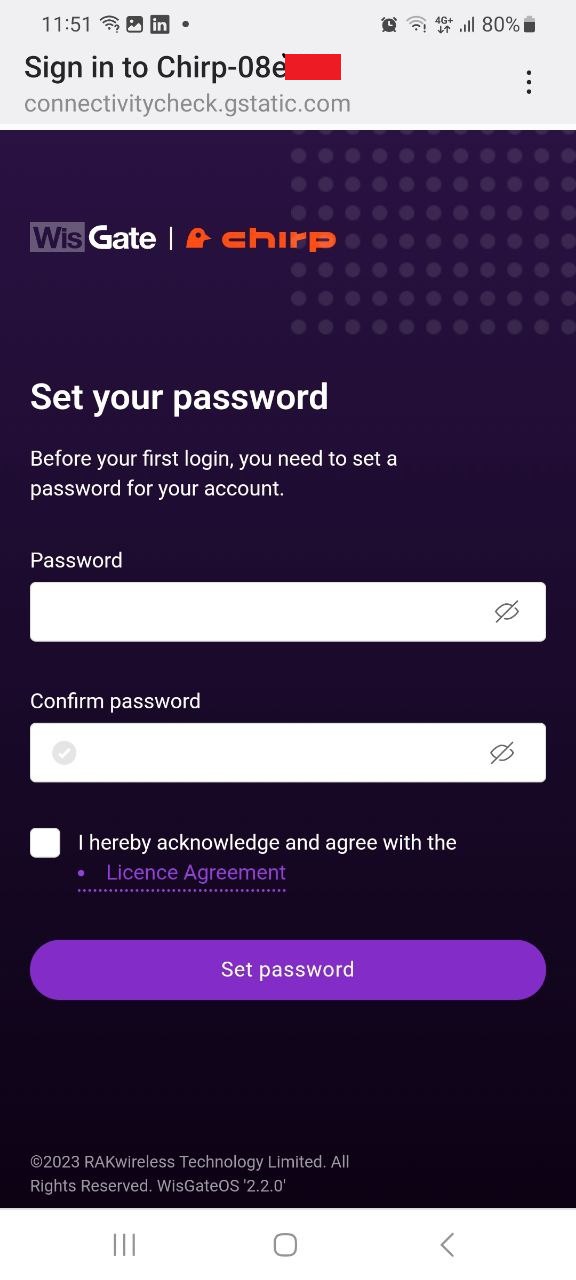 11:51 4G+ 80%
Sign in to Chirp-08e
connectivitycheck.gstatic.com
WisGate | chirp
Set your password
Before your first login, you need to set a
password for your account.
Password
Confirm password
I hereby acknowledge and agree with the
• Licence Agreement
Set password
©2023 RAKwireless Technology Limited. All
Rights Reserved. WisGateOS '2.2.0'